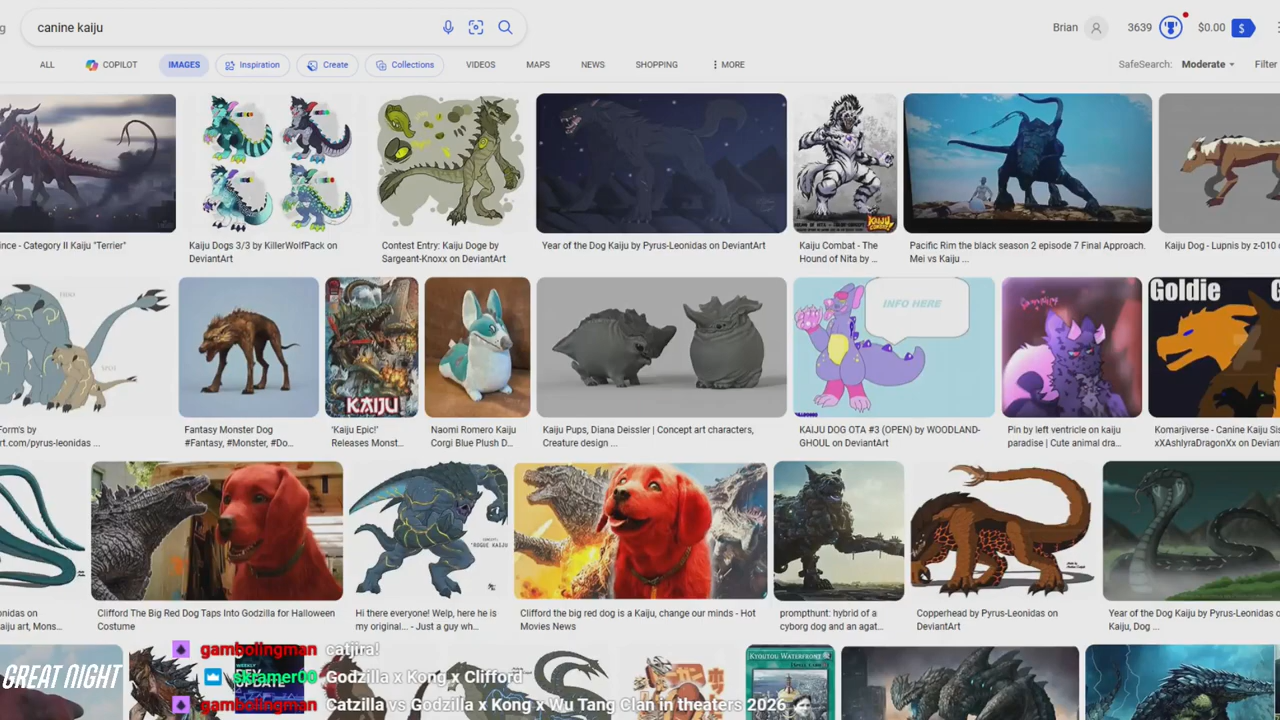 g
canine kaiju
Brian
3639
$0.00
$
ALL
COPILOT
IMAGES
Inspiration
Create
Collections
VIDEOS
MAPS
NEWS
SHOPPING
MORE
SafeSearch: Moderate
Filter
nce - Category II Kaiju "Terrier"
Kaiju Dogs 3/3 by KillerWolfPack on
DeviantArt
Contest Entry: Kaiju Doge by
Sargeant-Knoxx on DeviantArt
Year of the Dog Kaiju by Pyrus-Leonidas on DeviantArt
Kaiju Combat - The
Hound of Nita by ...
Pacific Rim the black season 2 episode 7 Final Approach.
Mei vs Kaiju ...
Kaiju Dog - Lupnis by z-010
INFO HERE
KAIJU
Goldie
G
Form's by
rt.com/pyrus-leonidas ...
Fantasy Monster Dog
#Fantasy, #Monster, #Do...
'Kaiju Epic!'
Releases Monst...
Naomi Romero Kaiju
Corgi Blue Plush D...
Kaiju Pups, Diana Deissler | Concept art characters,
Creature design ...
KAIJU DOG OTA #3 (OPEN) by WOODLAND-
GHOUL on DeviantArt
Pin by left ventricle on kaiju
paradise | Cute animal dra...
Komarjiverse - Canine Kaiju Sis
xXAshlyraDragonXx on Devian
"ROGUE KAIJU
onidas on
aiju art, Mons...
Clifford The Big Red Dog Taps Into Godzilla for Halloween
Costume
Hi there everyone! Welp, here he is
my original... - Just a guy wh...
Clifford the big red dog is a Kaiju, change our minds - Hot
Movies News
prompthunt: hybrid of a
cyborg dog and an agat...
Copperhead by Pyrus-Leonidas on
DeviantArt
Year of the Dog Kaiju by Pyrus-Leonidas
Kaiju, Dog ...
GREAT NIGHT
KYOUTOU WATERFRONT
gambolingman catjira!
skramer00 Godzilla x Kong x Clifford
gambolingman Catzilla vs Godzilla x Kong x Wu Tang Clan in theaters 2026